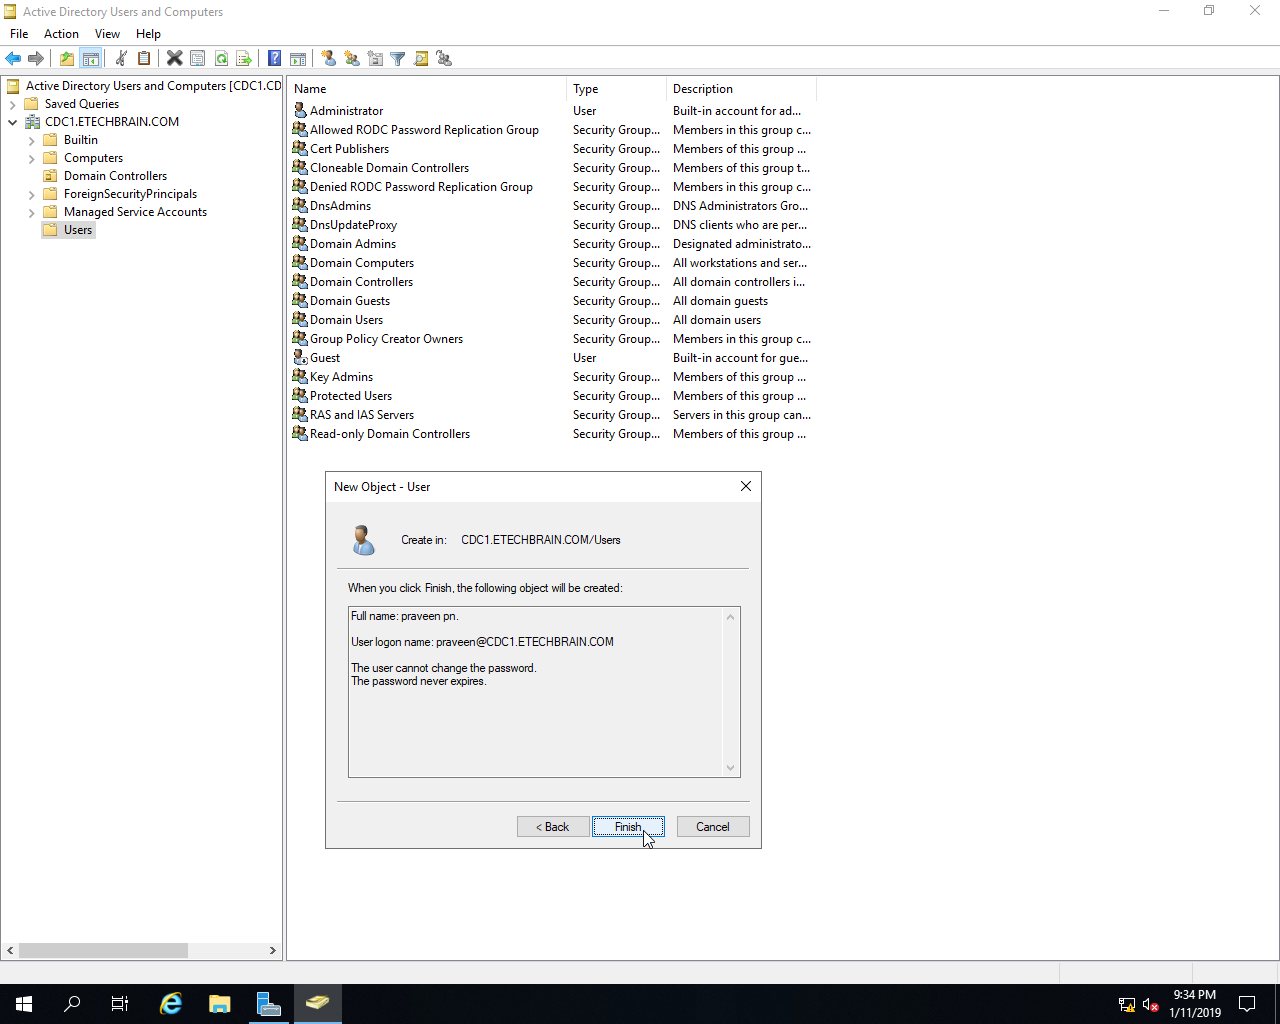 Active Directory Users and Computers
File Action View Help
Active Directory Users and Computers [CDC1.CD
Saved Queries
CDC1.ETECHBRAIN.COM
Builtin
Computers
Domain Controllers
ForeignSecurityPrincipals
Managed Service Accounts
Users
Name Type Description
Administrator User Built-in account for ad...
Allowed RODC Password Replication Group Security Group... Members in this group c...
Cert Publishers Security Group... Members of this group ...
Cloneable Domain Controllers Security Group... Members of this group t...
Denied RODC Password Replication Group Security Group... Members in this group c...
DnsAdmins Security Group... DNS Administrators Gro...
DnsUpdateProxy Security Group... DNS clients who are per...
Domain Admins Security Group... Designated administrato...
Domain Computers Security Group... All workstations and ser...
Domain Controllers Security Group... All domain controllers i...
Domain Guests Security Group... All domain guests
Domain Users Security Group... All domain users
Group Policy Creator Owners Security Group... Members in this group c...
Guest User Built-in account for gue...
Key Admins Security Group... Members of this group ...
Protected Users Security Group... Members of this group ...
RAS and IAS Servers Security Group... Servers in this group can...
Read-only Domain Controllers Security Group... Members of this group ...
New Object - User
Create in: CDC1.ETECHBRAIN.COM/Users
When you click Finish, the following object will be created:
Full name: praveen pn.
User logon name: praveen@CDC1.ETECHBRAIN.COM
The user cannot change the password.
The password never expires.
< Back Finish Cancel
9:34 PM
1/11/2019